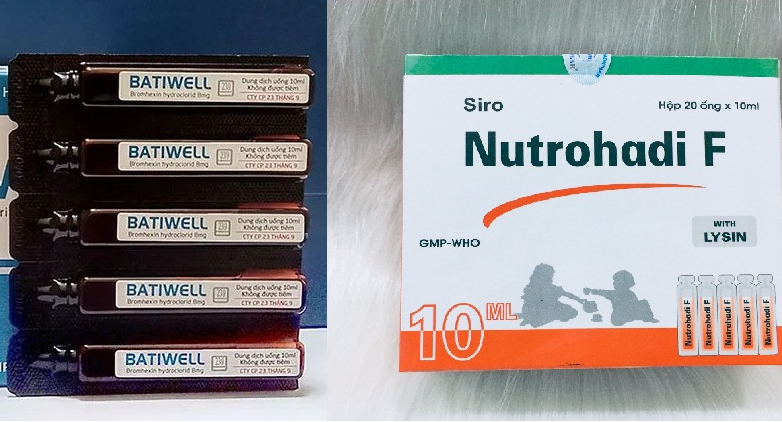 BATIWELL
Bromhexin hydroclorid 8mg
239
Dung dịch uống 10ml
Không được tiêm
CTY CP 23 THÁNG 9
BATIWELL
Bromhexin hydroclorid 8mg
239
Dung dịch uống 10ml
Không được tiêm
CTY CP 23 THÁNG 9
BATIWELL
Bromhexin hydroclorid 8mg
239
Dung dịch uống 10ml
Không được tiêm
CTY CP 23 THÁNG 9
BATIWELL
Bromhexin hydroclorid 8mg
239
Dung dịch uống 10ml
Không được tiêm
CTY CP 23 THÁNG 9
BATIWELL
Bromhexin hydroclorid 8mg
239
Dung dịch uống 10ml
Không được tiêm
CTY CP 23 THÁNG 9
Siro
Hộp 20 ống x 10ml
Nutrohadi F
WITH
LYSIN
GMP-WHO
10 ML
Nutrohadi F
Nutrohadi F
Nutrohadi F
Nutrohadi F
Nutrohadi F